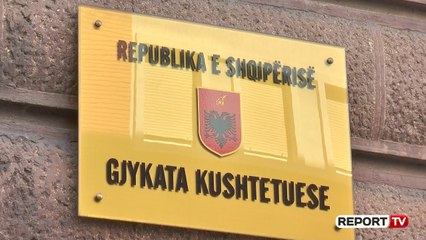 REPUBLIKA E SHQIPËRISË
GJYKATA KUSHTETUESE
REPORT TV